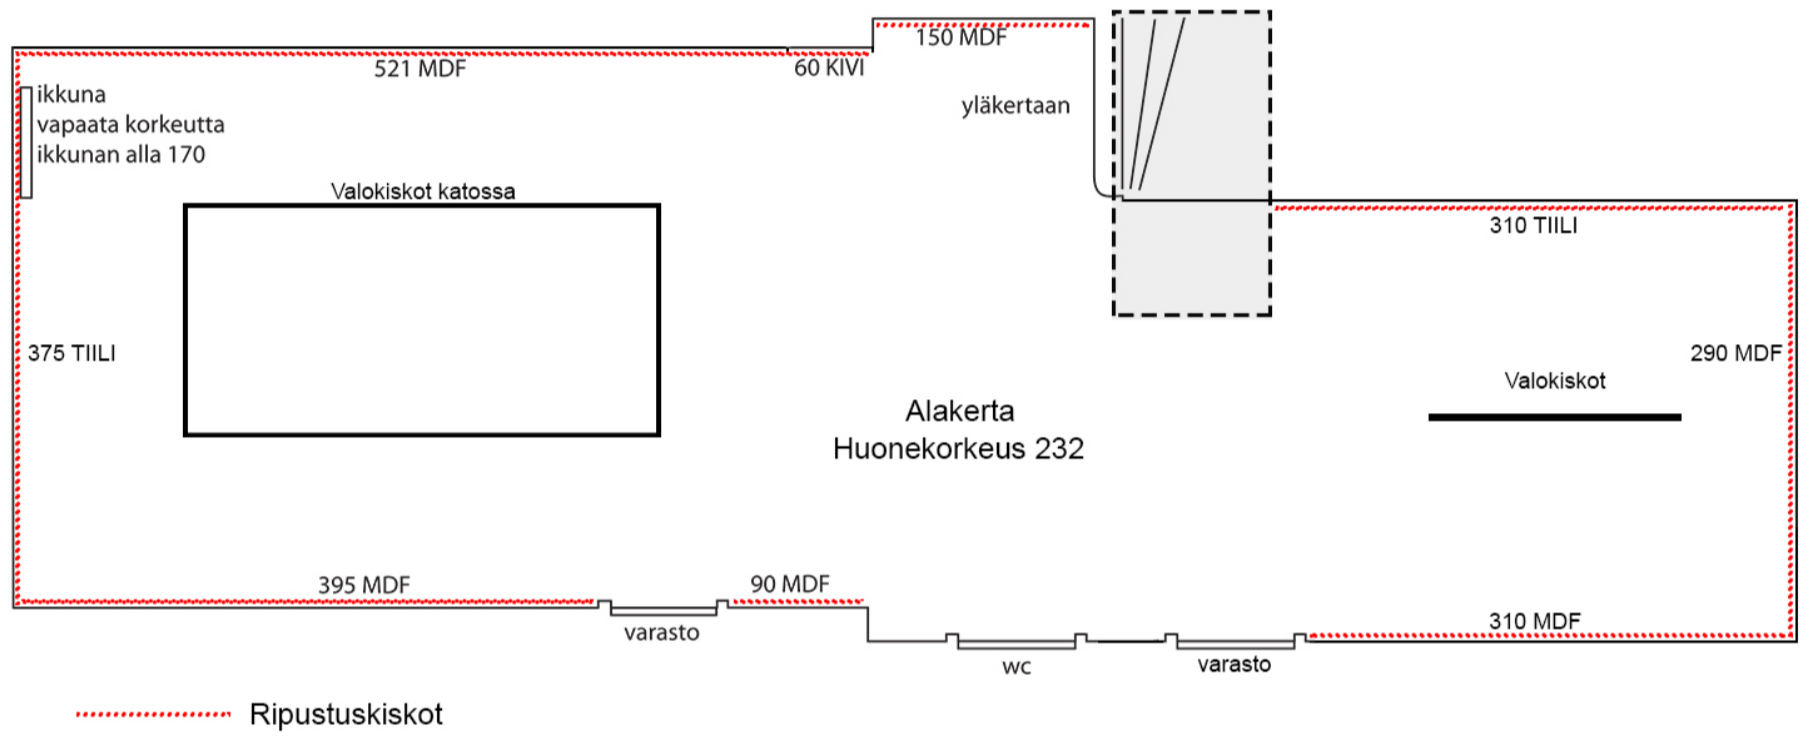 150 MDF
521 MDF
60 KIVI
ikkuna
vapaata korkeutta
ikkunan alla 170
yläkertaan
Valokiskot katossa
310 TIILI
375 TIILI
290 MDF
Valokiskot
Alakerta
Huonekorkeus 232
395 MDF
90 MDF
varasto
310 MDF
wc
varasto
Ripustuskiskot